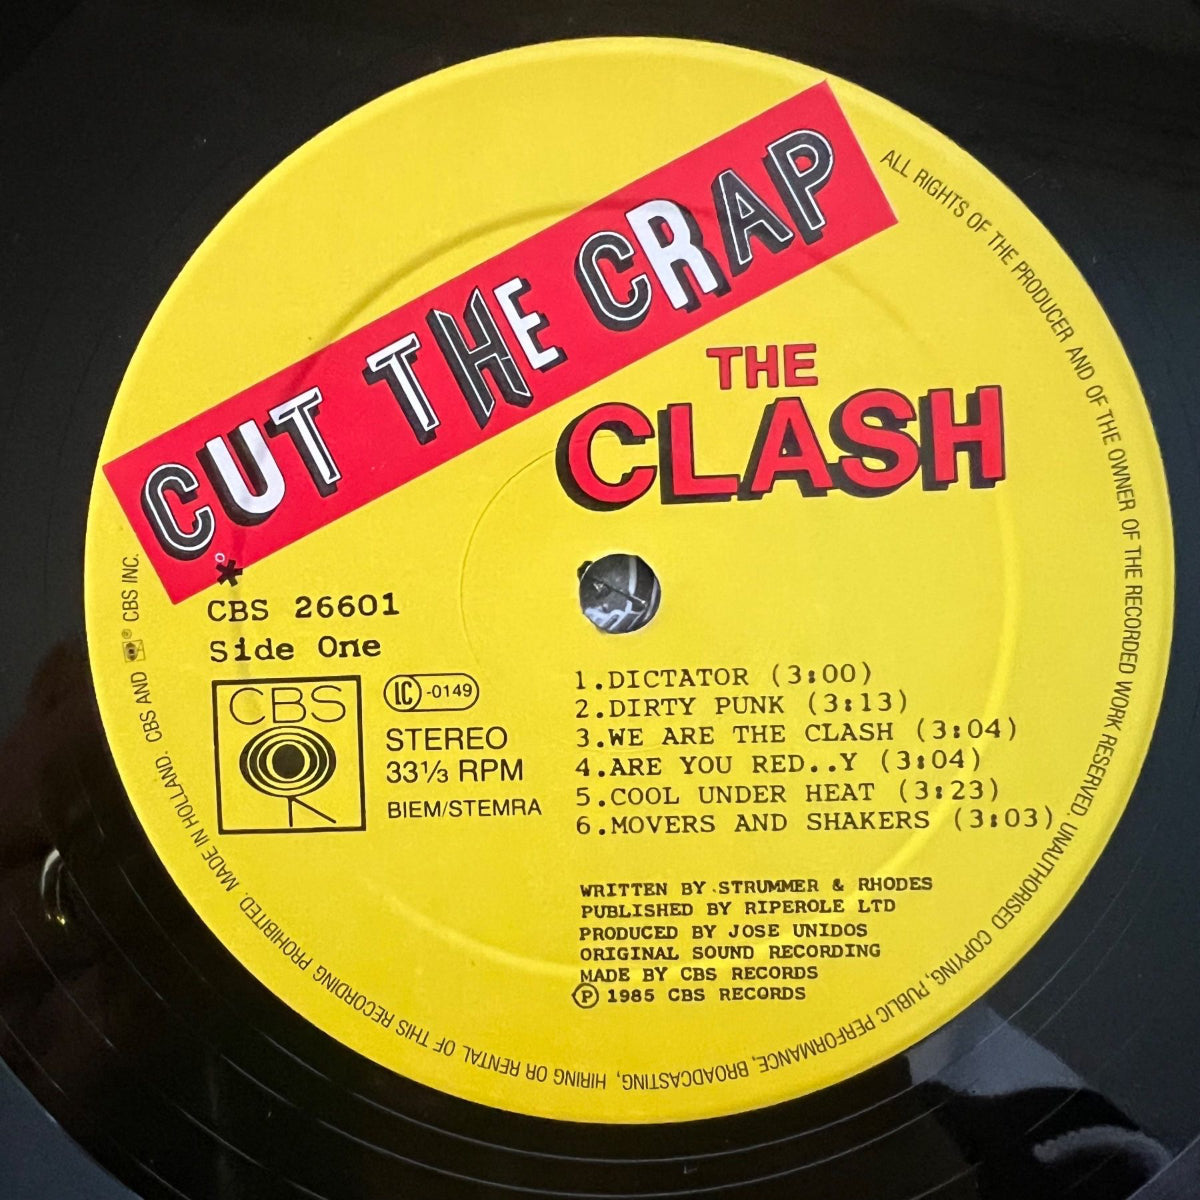 CUT THE CRAP
THE
CLASH
CBS 26601
Side One
CBS
LC -0149
STEREO
33⅓ RPM
BIEM/STEMRA
1.DICTATOR (3:00)
2.DIRTY PUNK (3:13)
3.WE ARE THE CLASH (3:04)
4.ARE YOU RED..Y (3:04)
5.COOL UNDER HEAT (3:23)
6.MOVERS AND SHAKERS (3:03)
WRITTEN BY STRUMMER & RHODES
PUBLISHED BY RIPEROLE LTD
PRODUCED BY JOSE UNIDOS
ORIGINAL SOUND RECORDING
MADE BY CBS RECORDS
℗ 1985 CBS RECORDS
ALL RIGHTS OF THE PRODUCER AND OF THE OWNER OF THE RECORDED WORK RESERVED. UNAUTHORISED COPYING, PUBLIC PERFORMANCE, BROADCASTING, HIRING OR RENTAL OF THIS RECORDING PROHIBITED. MADE IN HOLLAND. CBS AND ® CBS INC.